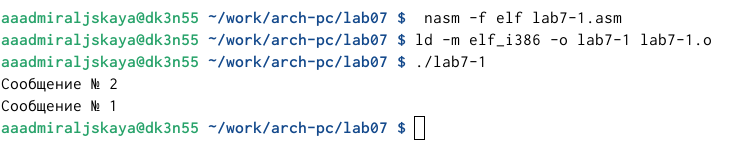 aaadmiraljskaya@dk3n55 ~/work/arch-pc/lab07 $  nasm -f elf lab7-1.asm
aaadmiraljskaya@dk3n55 ~/work/arch-pc/lab07 $ ld -m elf_i386 -o lab7-1 lab7-1.o
aaadmiraljskaya@dk3n55 ~/work/arch-pc/lab07 $ ./lab7-1
Сообщение № 2
Сообщение № 1
aaadmiraljskaya@dk3n55 ~/work/arch-pc/lab07 $